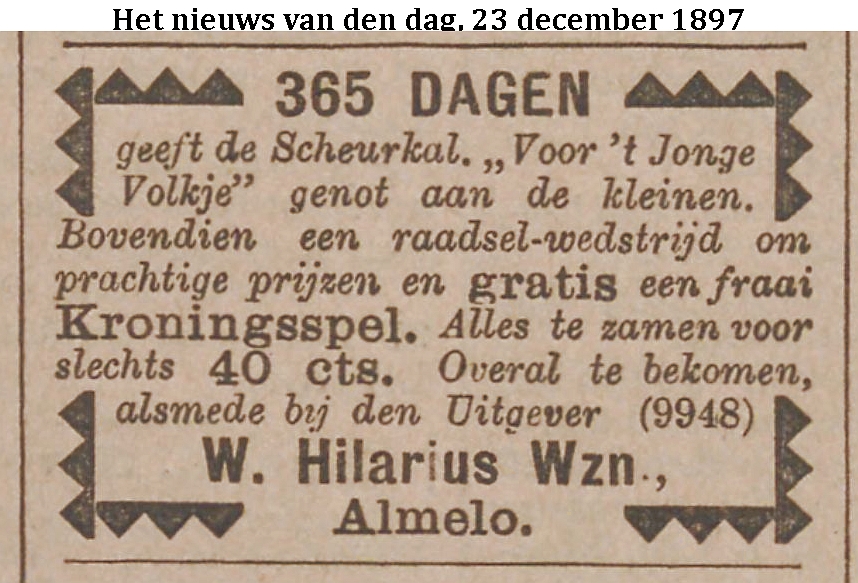 Het nieuws van den dag, 23 december 1897
365 DAGEN
geeft de Scheurkal. „Voor 't Jonge
Volkje” genot aan de kleinen.
Bovendien een raadsel-wedstrijd om
prachtige prijzen en gratis een fraai
Kroningsspel. Alles te zamen voor
slechts 40 cts. Overal te bekomen,
alsmede bij den Uitgever (9948)
W. Hilarius Wzn.,
Almelo.